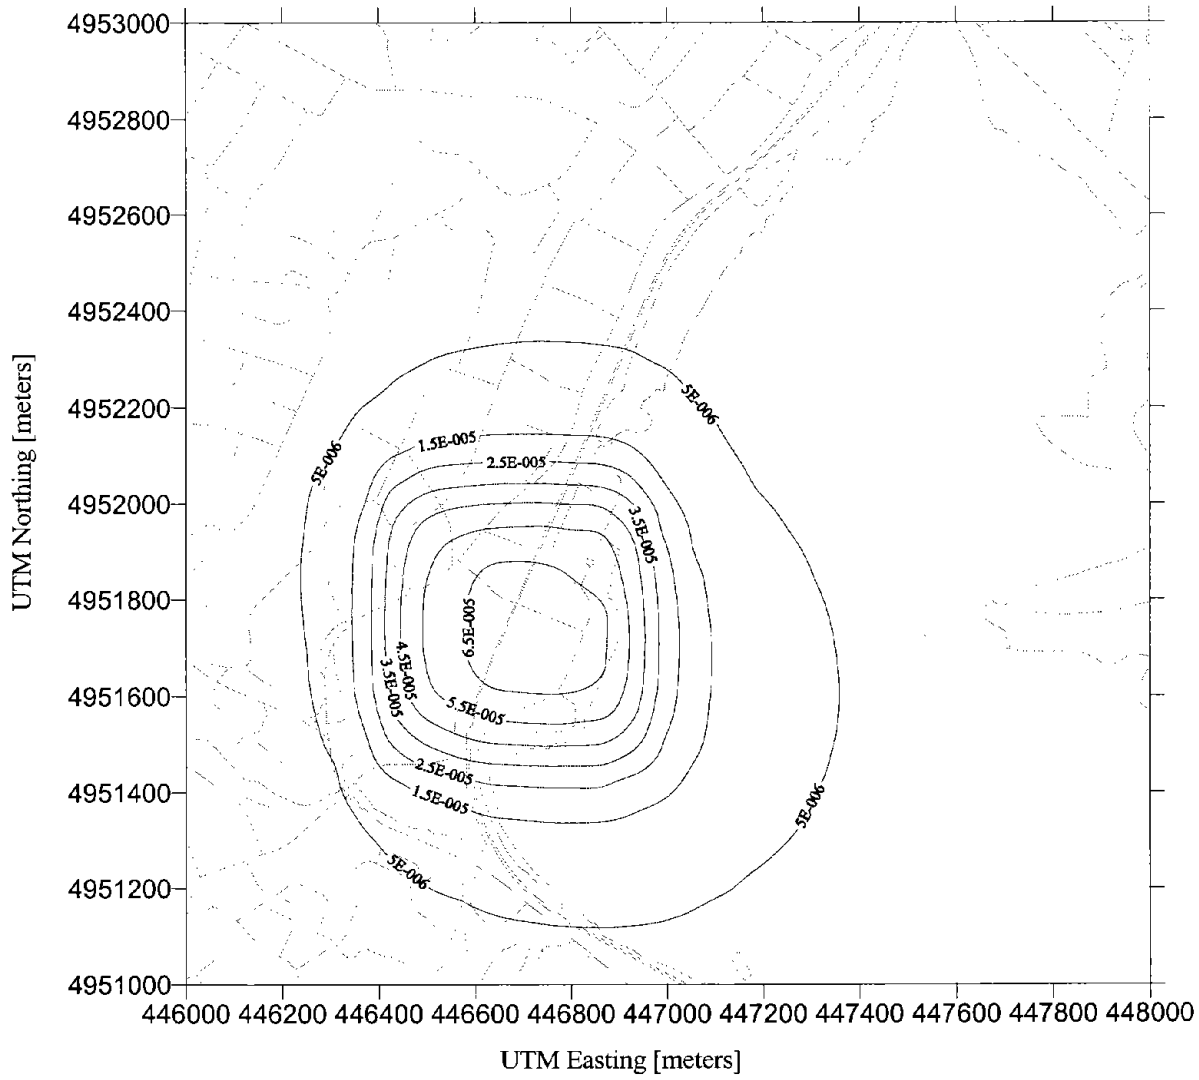 4953000
4952800
4952600
4952400
4952200
4952000
4951800
4951600
4951400
4951200
4951000
UTM Northing [meters]
5E-006
5E-006
1.5E-005
2.5E-005
3.5E-005
6.5E-005
4.5E-005
3.5E-005
5.5E-005
2.5E-005
1.5E-005
5E-006
5E-006
446000 446200 446400 446600 446800 447000 447200 447400 447600 447800 448000
UTM Easting [meters]